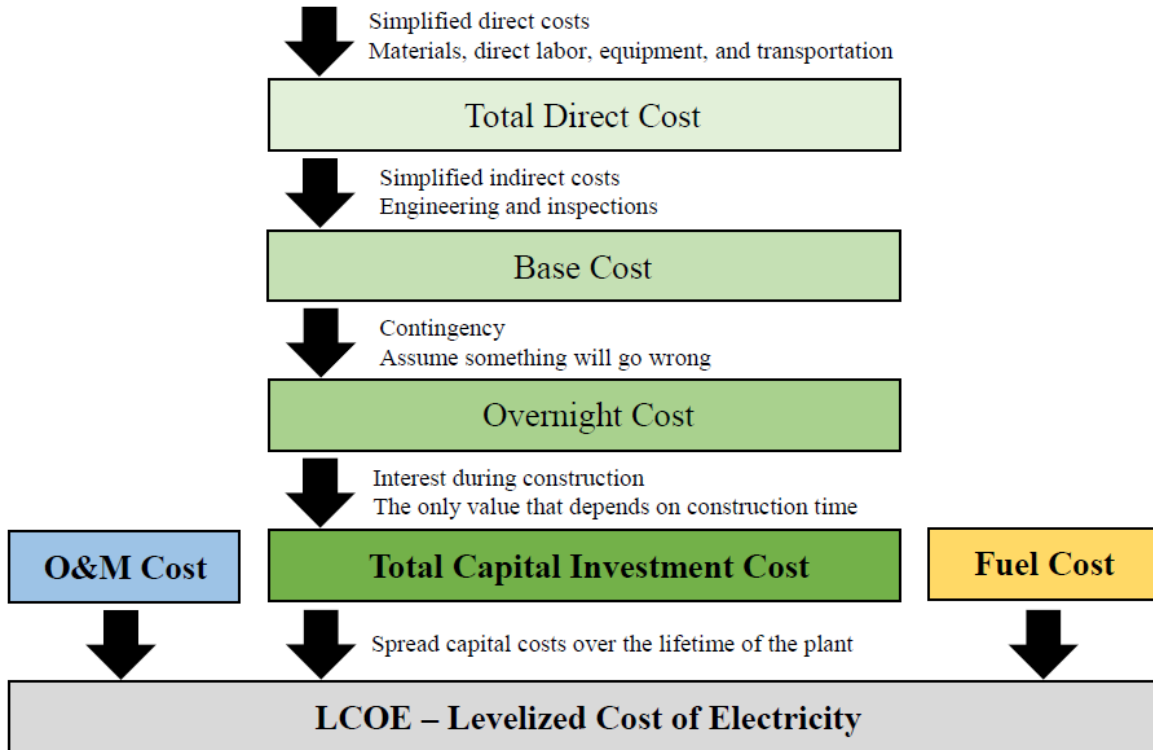 Simplified direct costs
Materials, direct labor, equipment, and transportation
Total Direct Cost
Simplified indirect costs
Engineering and inspections
Base Cost
Contingency
Assume something will go wrong
Overnight Cost
Interest during construction
The only value that depends on construction time
O&M Cost
Total Capital Investment Cost
Fuel Cost
Spread capital costs over the lifetime of the plant
LCOE – Levelized Cost of Electricity